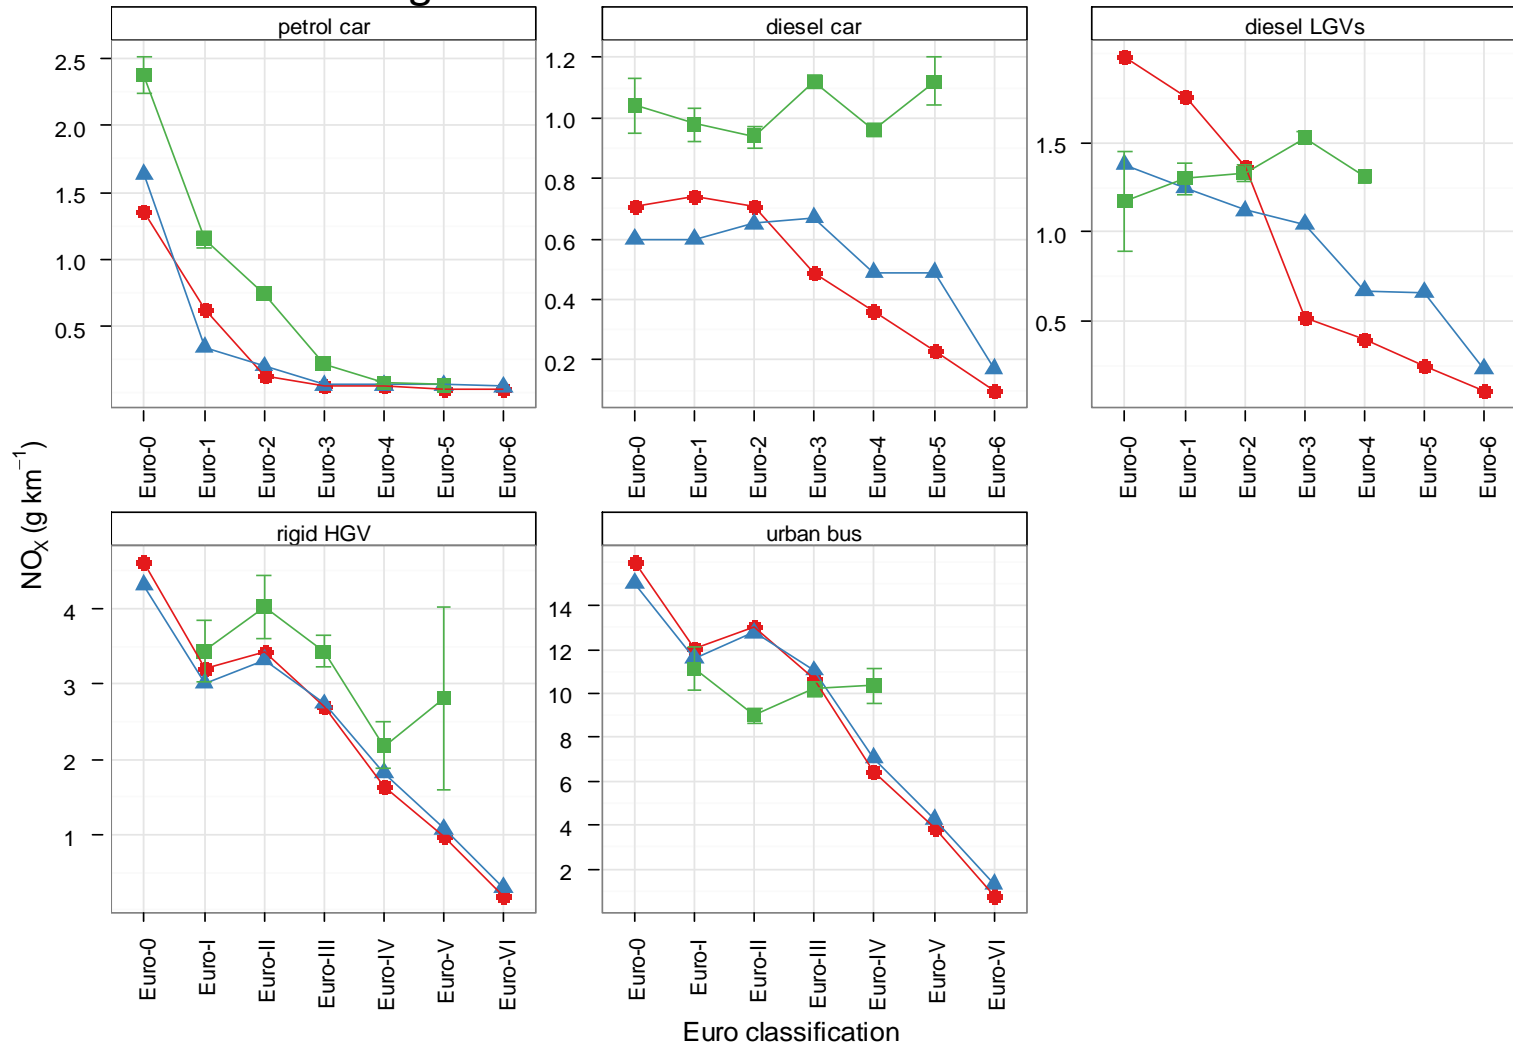 g
petrol car
diesel car
diesel LGVs
2.5
2.0
1.5
1.0
0.5
1.2
1.0
0.8
0.6
0.4
0.2
1.5
1.0
0.5
Euro-0 Euro-1 Euro-2 Euro-3 Euro-4 Euro-5 Euro-6
Euro-0 Euro-1 Euro-2 Euro-3 Euro-4 Euro-5 Euro-6
Euro-0 Euro-1 Euro-2 Euro-3 Euro-4 Euro-5 Euro-6
NOX (g km−1)
rigid HGV
urban bus
4
3
2
1
14
12
10
8
6
4
2
Euro-0 Euro-I Euro-II Euro-III Euro-IV Euro-V Euro-VI
Euro-0 Euro-I Euro-II Euro-III Euro-IV Euro-V Euro-VI
Euro classification